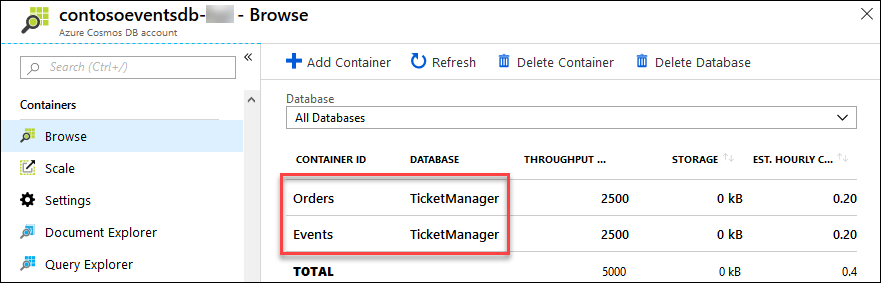 contosoeventsdb- - Browse
Azure Cosmos DB account
Search (Ctrl+/)
«
Containers
Browse
Scale
Settings
Document Explorer
Query Explorer
Add Container Refresh Delete Container Delete Database
Database
All Databases
CONTAINER ID DATABASE THROUGHPUT ... STORAGE ↑↓ EST. HOURLY C... ↑↓
Orders TicketManager 2500 0 kB 0.20
Events TicketManager 2500 0 kB 0.20
TOTAL 5000 0 kB 0.4